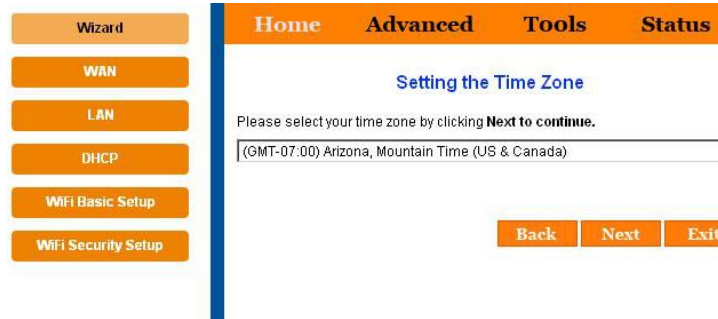 Wizard
WAN
LAN
DHCP
WiFi Basic Setup
WiFi Security Setup
Home Advanced Tools Status
Setting the Time Zone
Please select your time zone by clicking Next to continue.
(GMT-07:00) Arizona, Mountain Time (US & Canada)
Back Next Exit